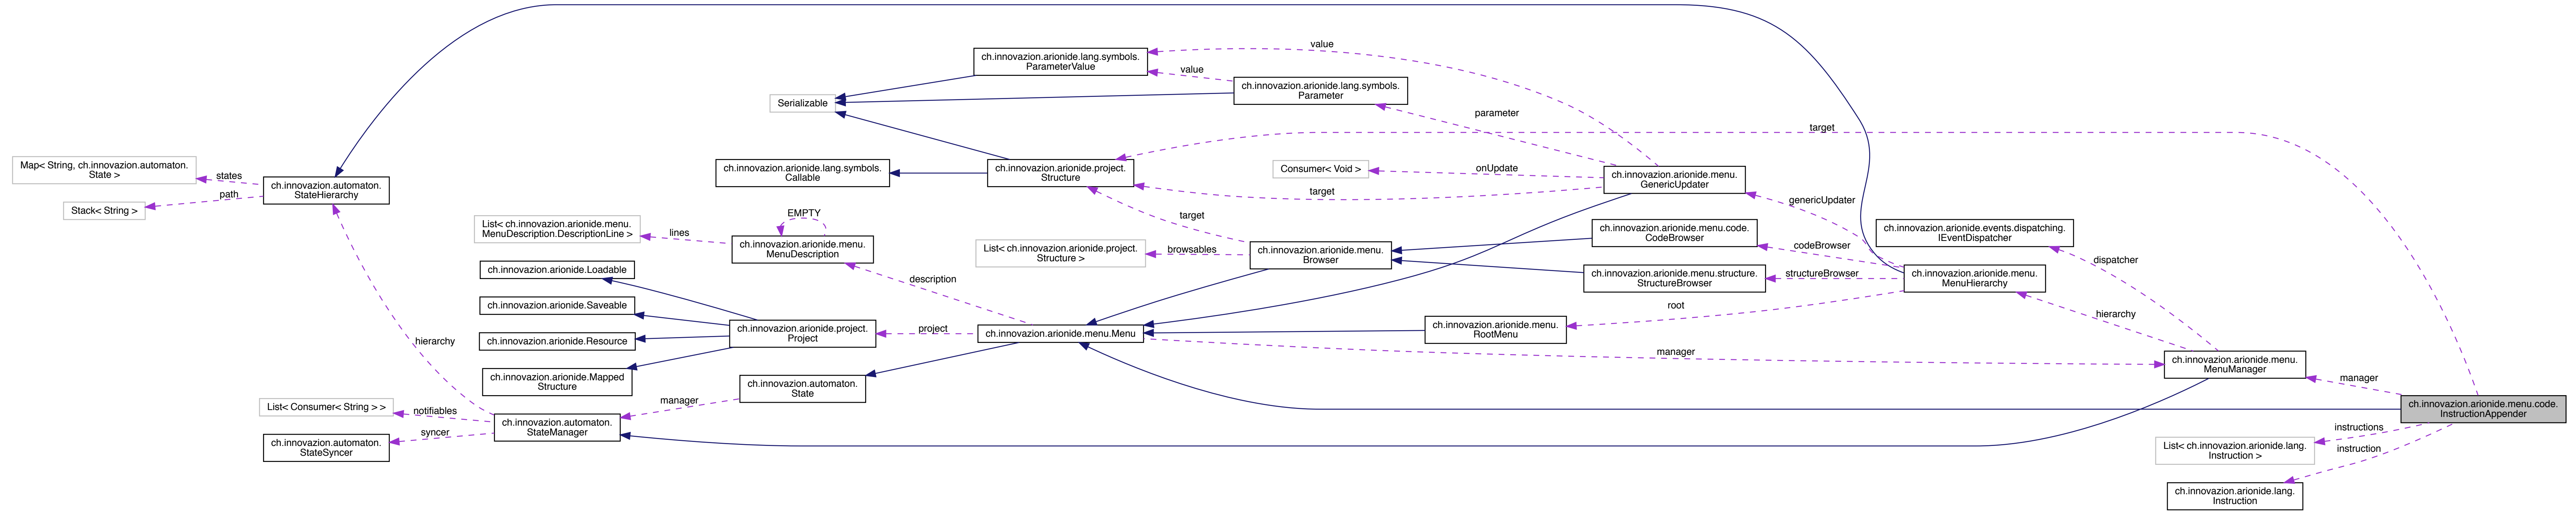 value
ch.innovazion.arionide.lang.symbols.
ParameterValue
value
ch.innovazion.arionide.lang.symbols.
Parameter
Serializable
parameter
target
Map< String, ch.innovazion.automaton.
State >
states
path
Stack< String >
ch.innovazion.automaton.
StateHierarchy
ch.innovazion.arionide.lang.symbols.
Callable
ch.innovazion.arionide.project.
Structure
Consumer< Void >
onUpdate
target
ch.innovazion.arionide.menu.
GenericUpdater
genericUpdater
List< ch.innovazion.arionide.menu.
MenuDescription.DescriptionLine >
lines
EMPTY
ch.innovazion.arionide.menu.
MenuDescription
target
List< ch.innovazion.arionide.project.
Structure >
browsables
ch.innovazion.arionide.menu.
Browser
ch.innovazion.arionide.menu.code.
CodeBrowser
codeBrowser
ch.innovazion.arionide.events.dispatching.
IEventDispatcher
dispatcher
ch.innovazion.arionide.Loadable
description
ch.innovazion.arionide.menu.structure.
StructureBrowser
structureBrowser
ch.innovazion.arionide.menu.
MenuHierarchy
ch.innovazion.arionide.Saveable
root
hierarchy
hierarchy
ch.innovazion.arionide.Resource
ch.innovazion.arionide.project.
Project
project
ch.innovazion.arionide.menu.Menu
ch.innovazion.arionide.menu.
RootMenu
manager
ch.innovazion.arionide.menu.
MenuManager
manager
ch.innovazion.arionide.Mapped
Structure
ch.innovazion.automaton.
State
manager
List< Consumer< String > >
notifiables
syncer
ch.innovazion.automaton.
StateSyncer
ch.innovazion.automaton.
StateManager
ch.innovazion.arionide.menu.code.
InstructionAppender
instructions
List< ch.innovazion.arionide.lang.
Instruction >
instruction
ch.innovazion.arionide.lang.
Instruction